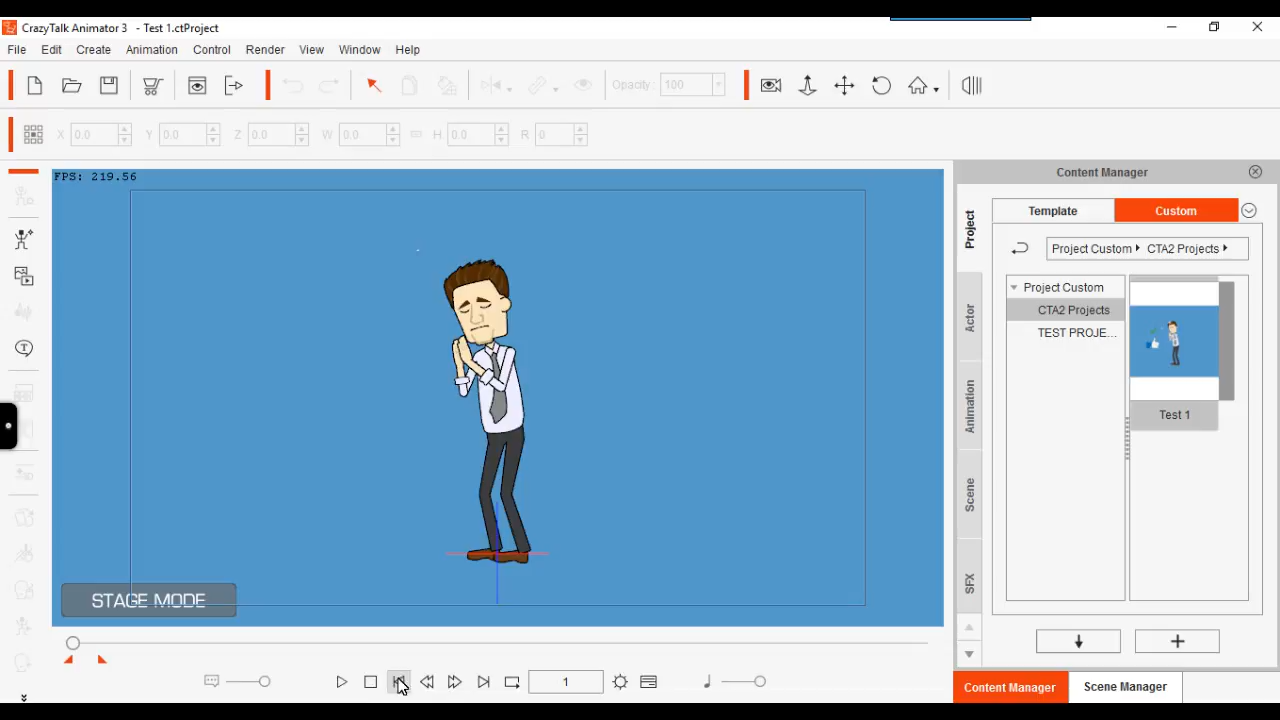 CrazyTalk Animator 3 - Test 1.ctProject
File Edit Create Animation Control Render Window Help
Opacity : 100
X 0.0 Y 0.0 Z 0.0 W 0.0 H 0.0 R 0
FPS: 219.56
Content Manager
Template Custom
Project Custom CTA2 Projects
Project Custom
CTA2 Projects
TEST PROJE...
Test 1
Project
Actor
Animation
Scene
SFX
STAGE MODE
1
Content Manager Scene Manager